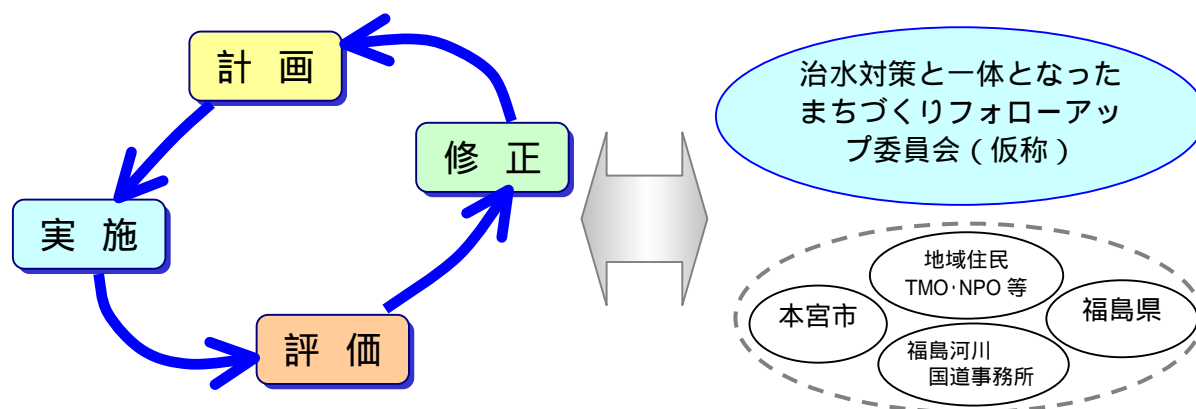 計 画
修 正
実 施
評 価
治水対策と一体となった
まちづくりフォローアッ
プ委員会（仮称）
地域住民
TMO･NPO 等
本宮市
福島県
福島河川
国道事務所